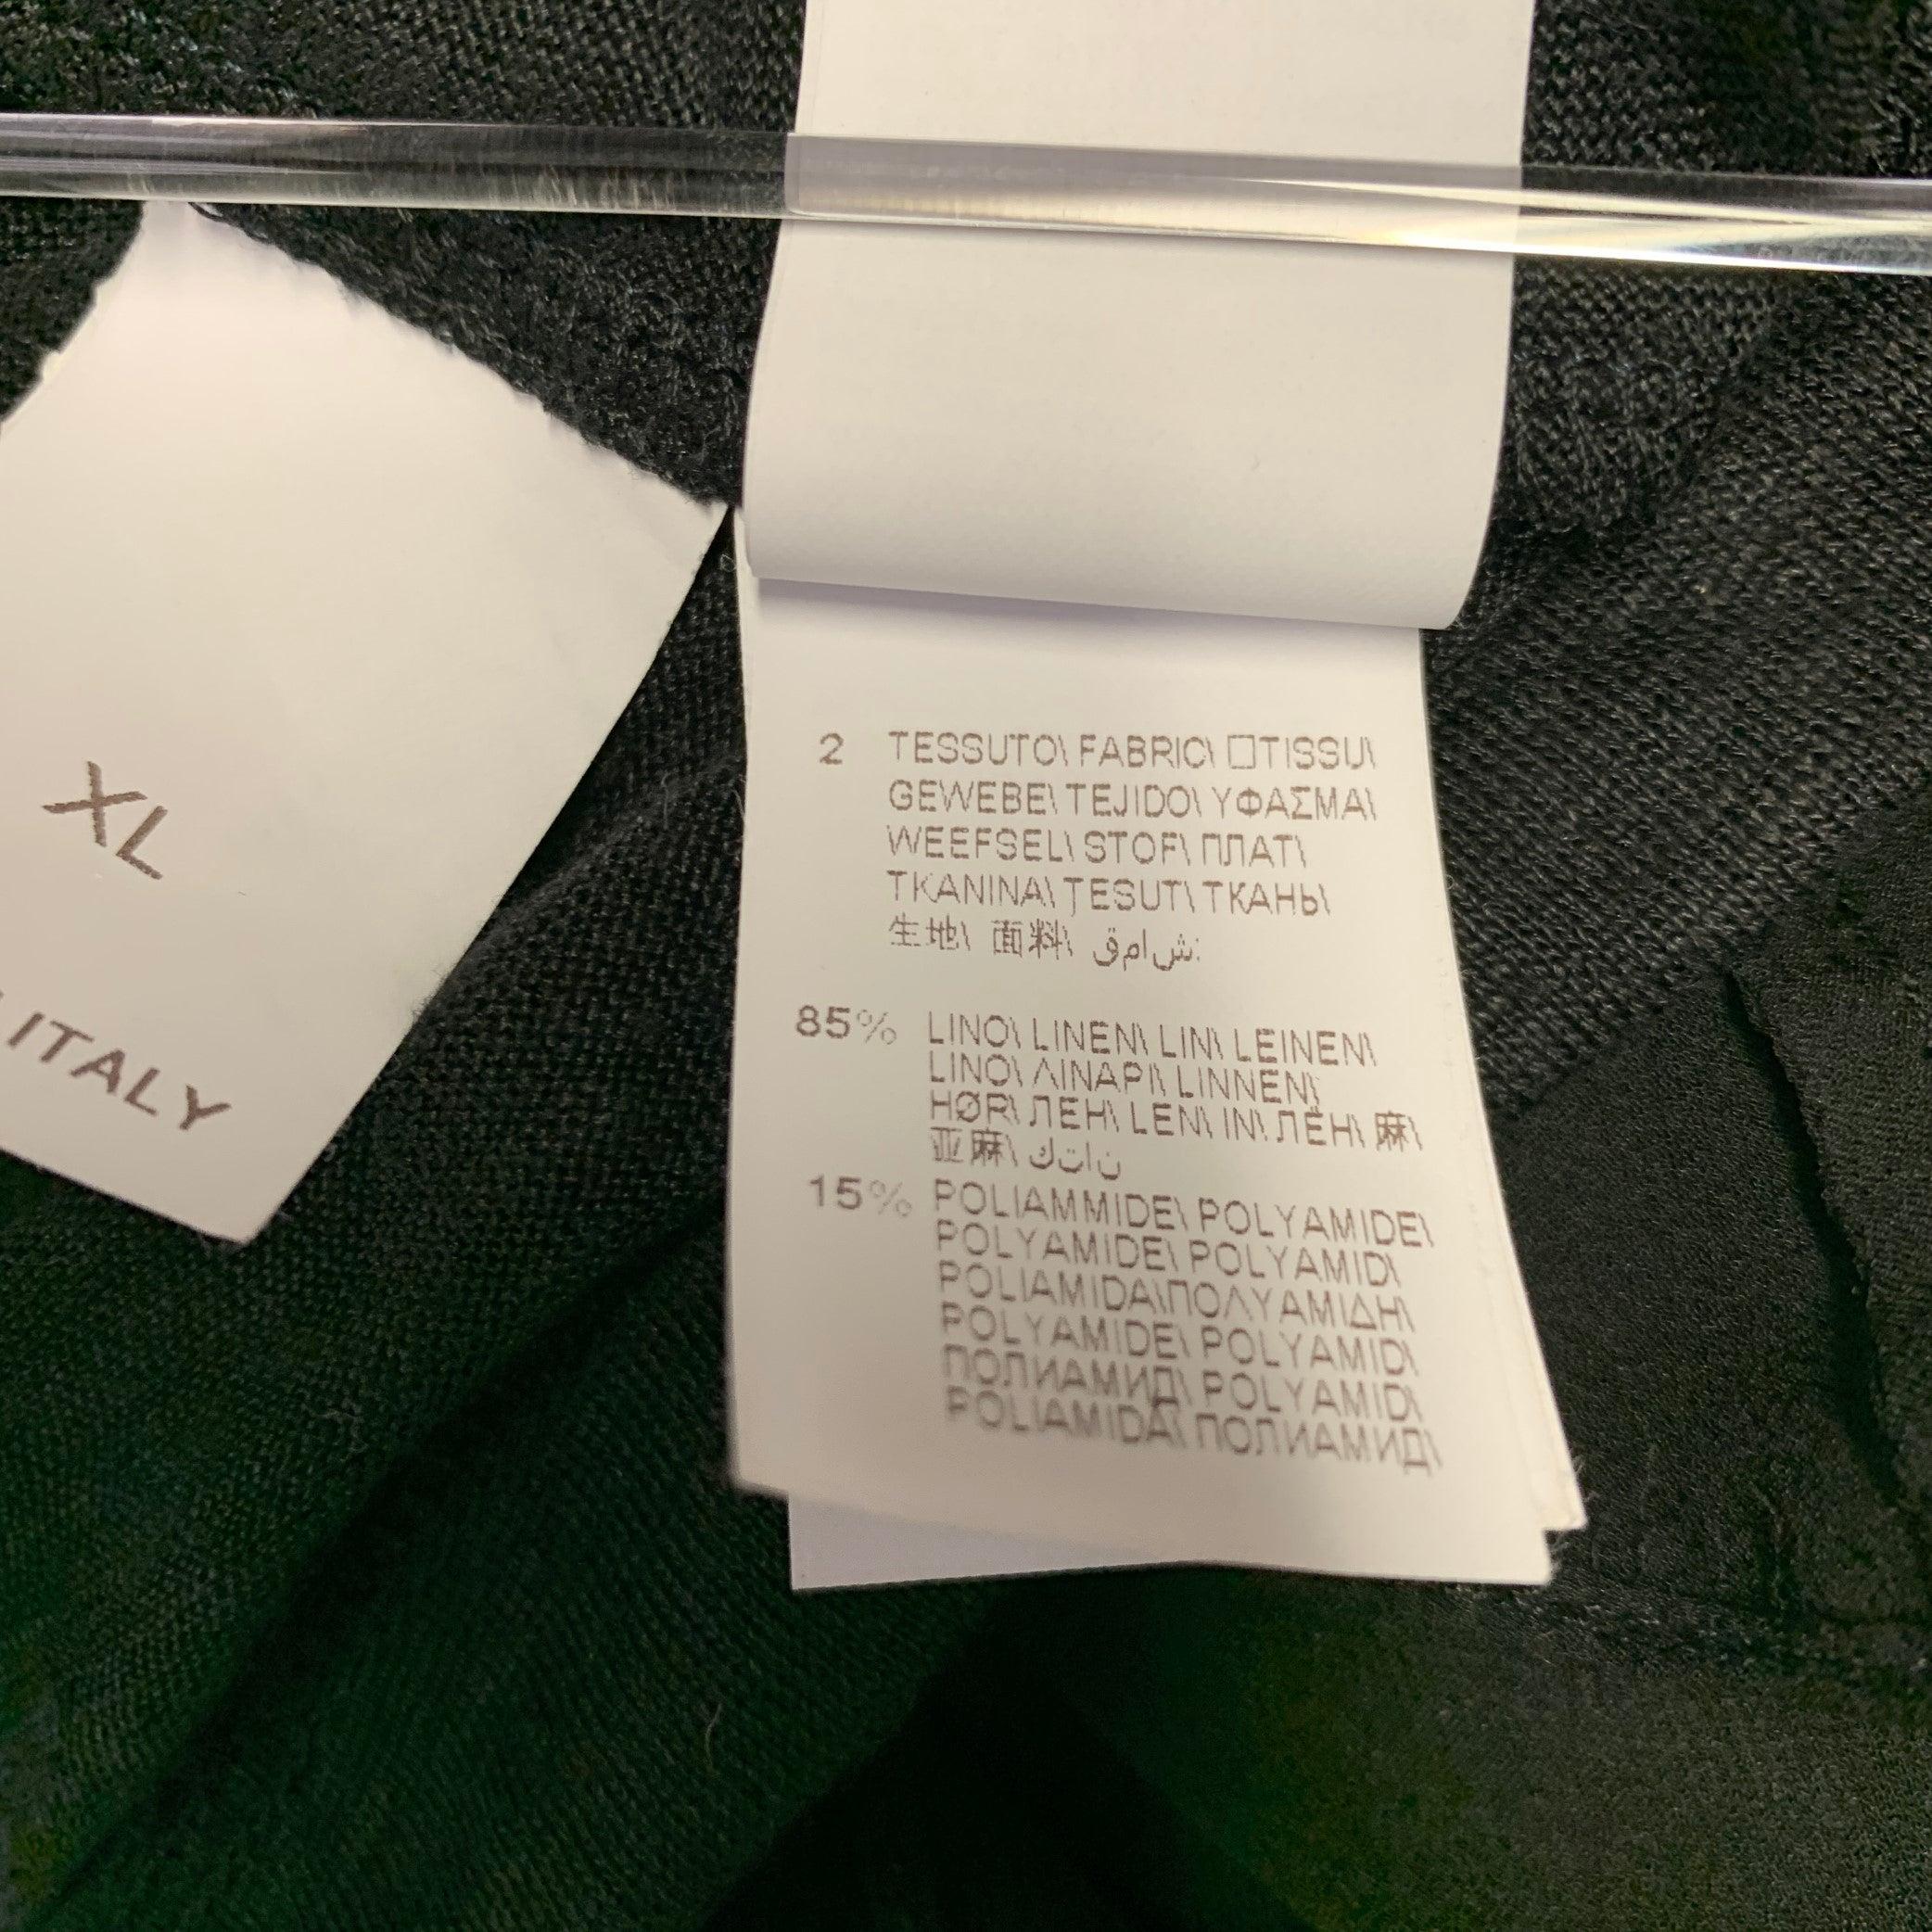 XL
ITALY
2 TESSUTO\ FABRIC\ □TISSU\
GEWEBE\ TEJIDO\ ΥΦΑΣΜΑ\
WEEFSEL\ STOF\ ПЛАТ\
TKANINA\ ŢESUT\ ТКАНЬ\
生地\ 面料\ ق‌م‌ا‌ش:
85% LINO\ LINEN\ LIN\ LEINEN\
LINO\ ΛΙΝΑΡΙ\ LINNEN\
HØR\ ЛЕН\ LEN\ IN\ ЛЁН\ 麻\
亚麻\ ك‌ت‌ا‌ن
15% POLIAMMIDE\ POLYAMIDE\
POLYAMIDE\ POLYAMID\
POLIAMIDA\ΠΟΛΥΑΜΙΔΗ\
POLYAMIDE\ POLYAMID\
ПОЛИАМИД\ POLYAMID\
POLIAMIDA\ ПОЛИАМИД\